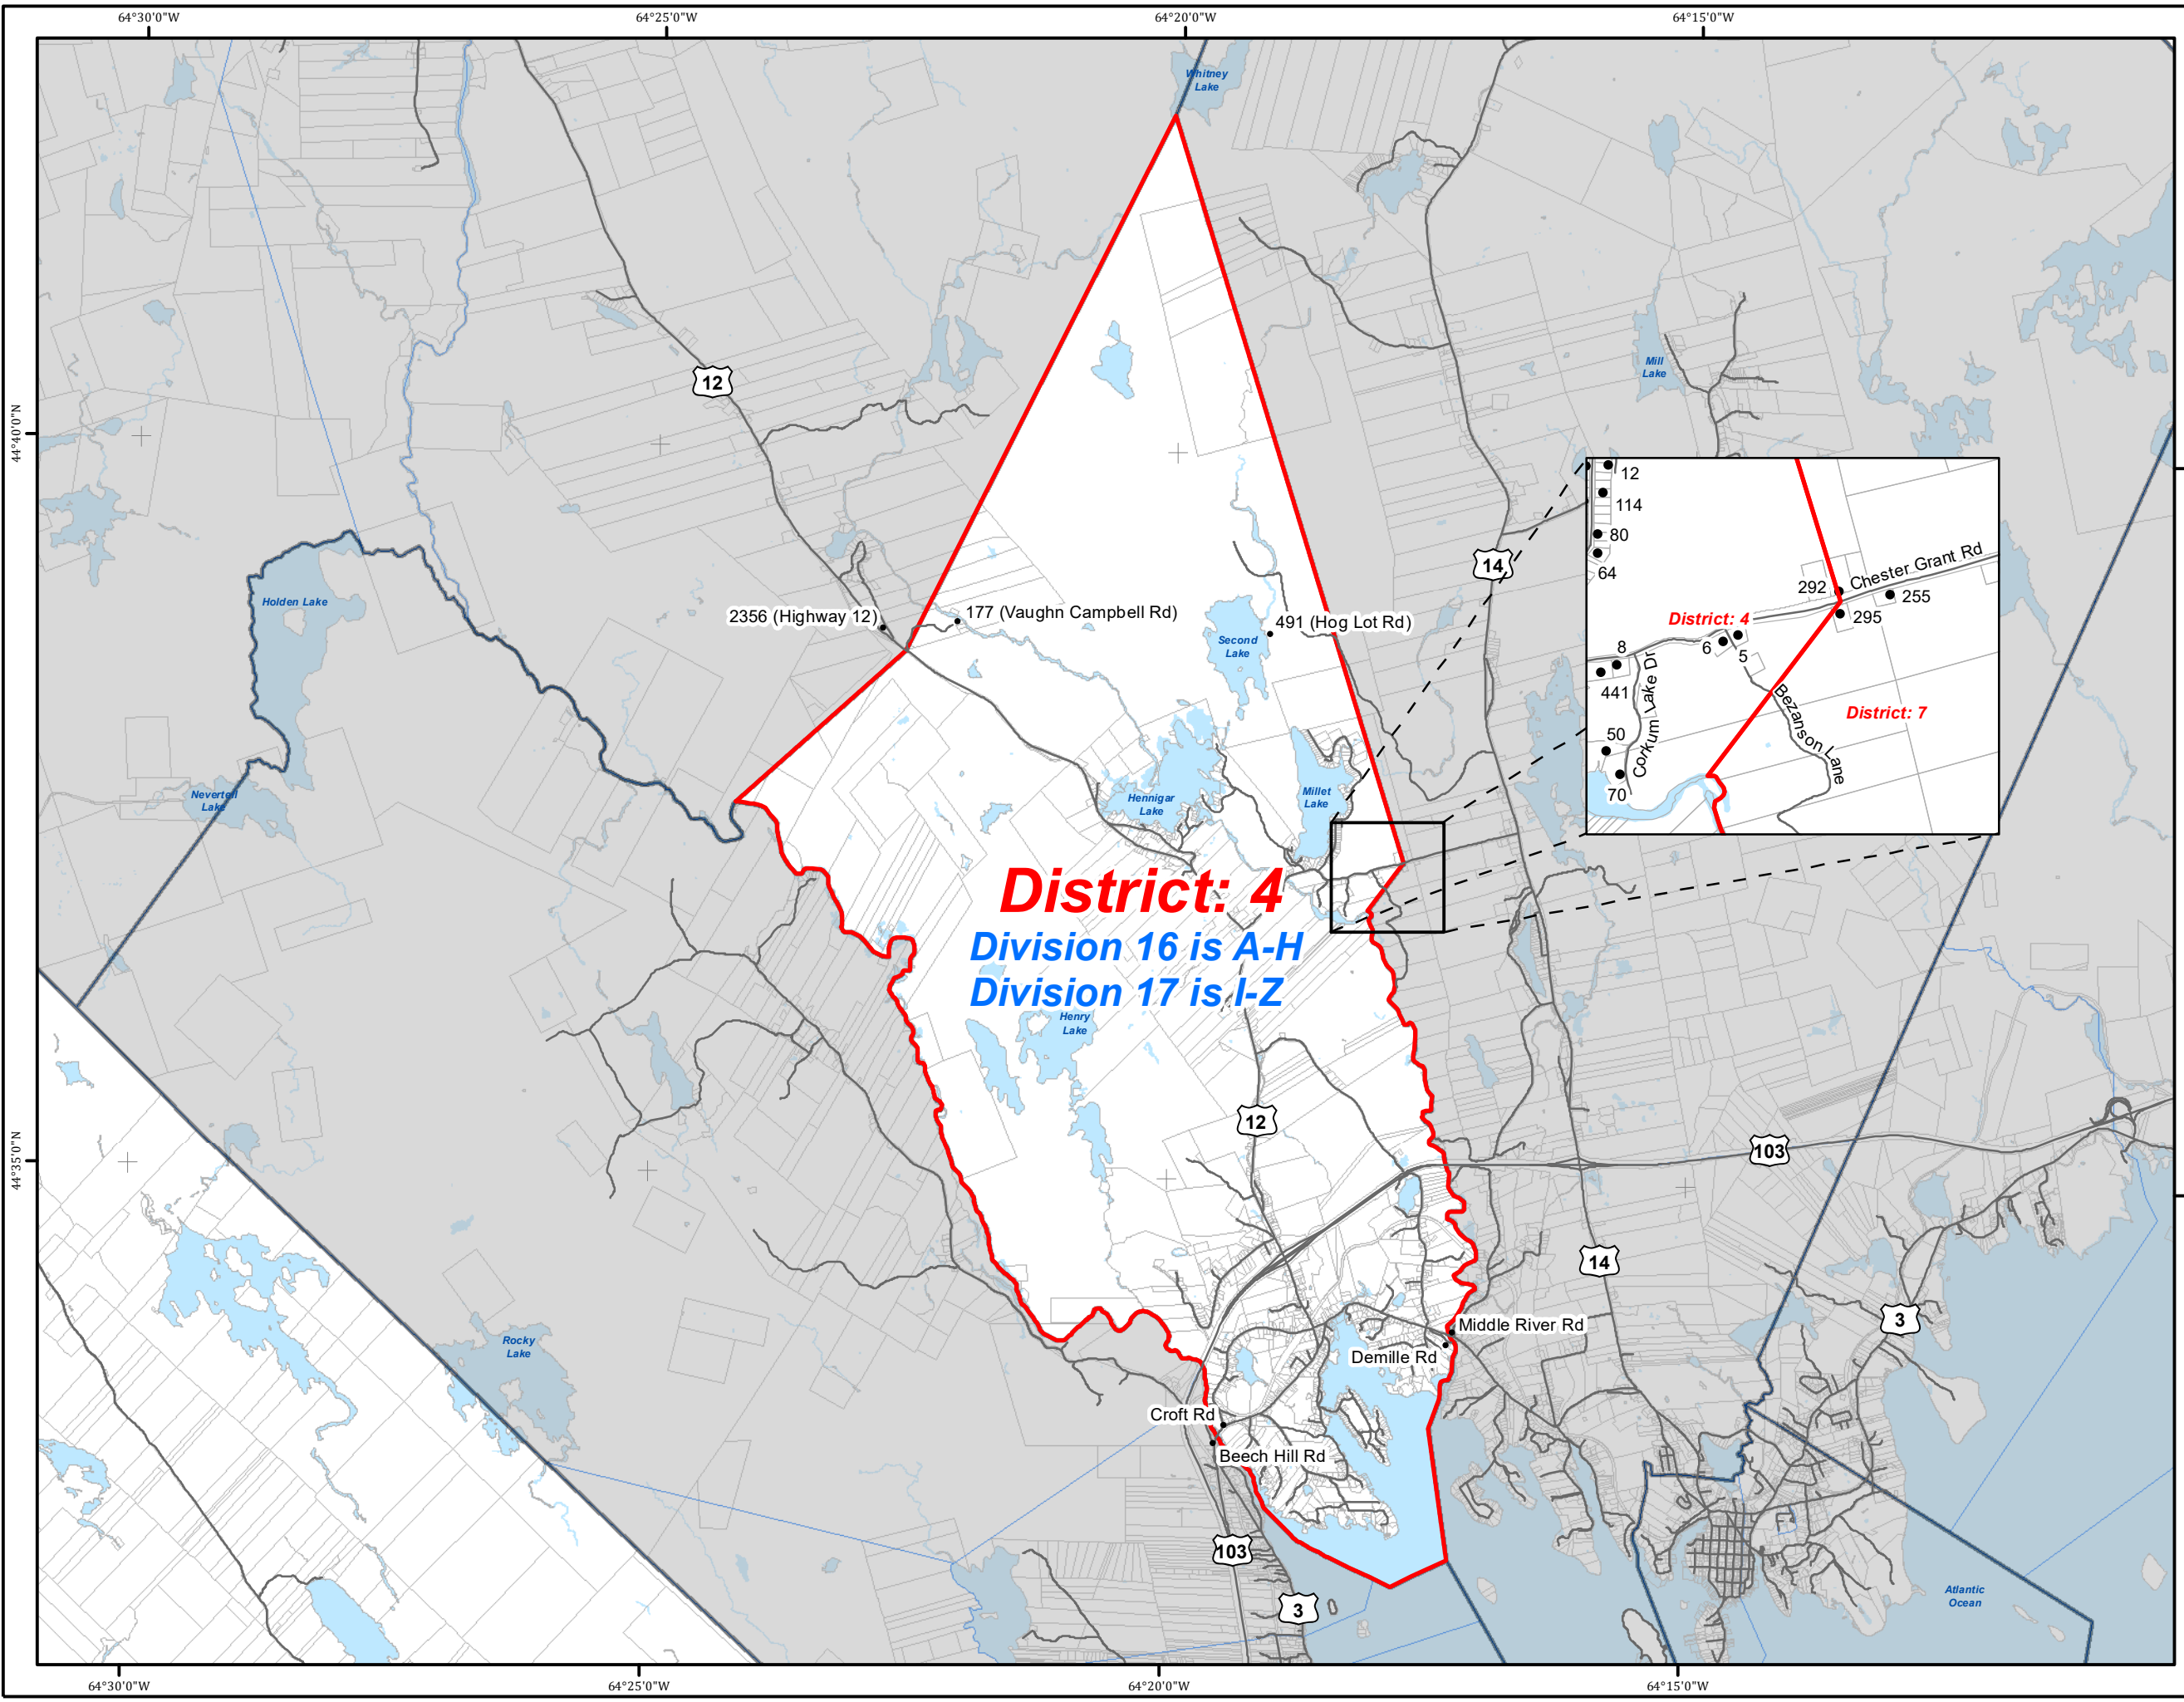 64°30'0"W
64°25'0"W
64°20'0"W
64°15'0"W
Whitney
Lake
Mill
Lake
12
44°40'0"N
14
12
114
80
64
292
Chester Grant Rd
255
295
District: 4
8
6
5
441
Corkum Lake Dr
Bezanson Lane
District: 7
50
70
Holden Lake
2356 (Highway 12)
177 (Vaughn Campbell Rd)
491 (Hog Lot Rd)
Second
Lake
Nevertell
Lake
Hennigar
Lake
Millet
Lake
District: 4
Division 16 is A-H
Division 17 is I-Z
Henry
Lake
12
103
44°35'0"N
14
3
Rocky
Lake
Middle River Rd
Demille Rd
Croft Rd
Beech Hill Rd
103
3
Atlantic
Ocean
64°30'0"W
64°25'0"W
64°20'0"W
64°15'0"W